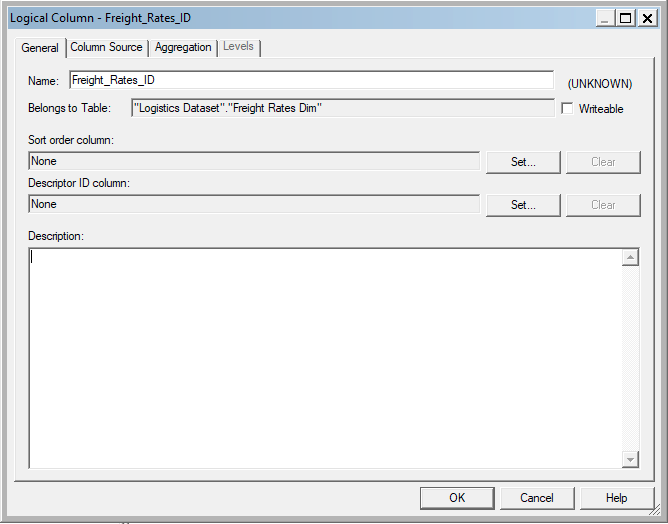 Logical Column - Freight_Rates_ID
General Column Source Aggregation Levels
Name: Freight_Rates_ID (UNKNOWN)
Belongs to Table: "Logistics Dataset"."Freight Rates Dim" Writeable
Sort order column:
None Set... Clear
Descriptor ID column:
None Set... Clear
Description:
OK Cancel Help